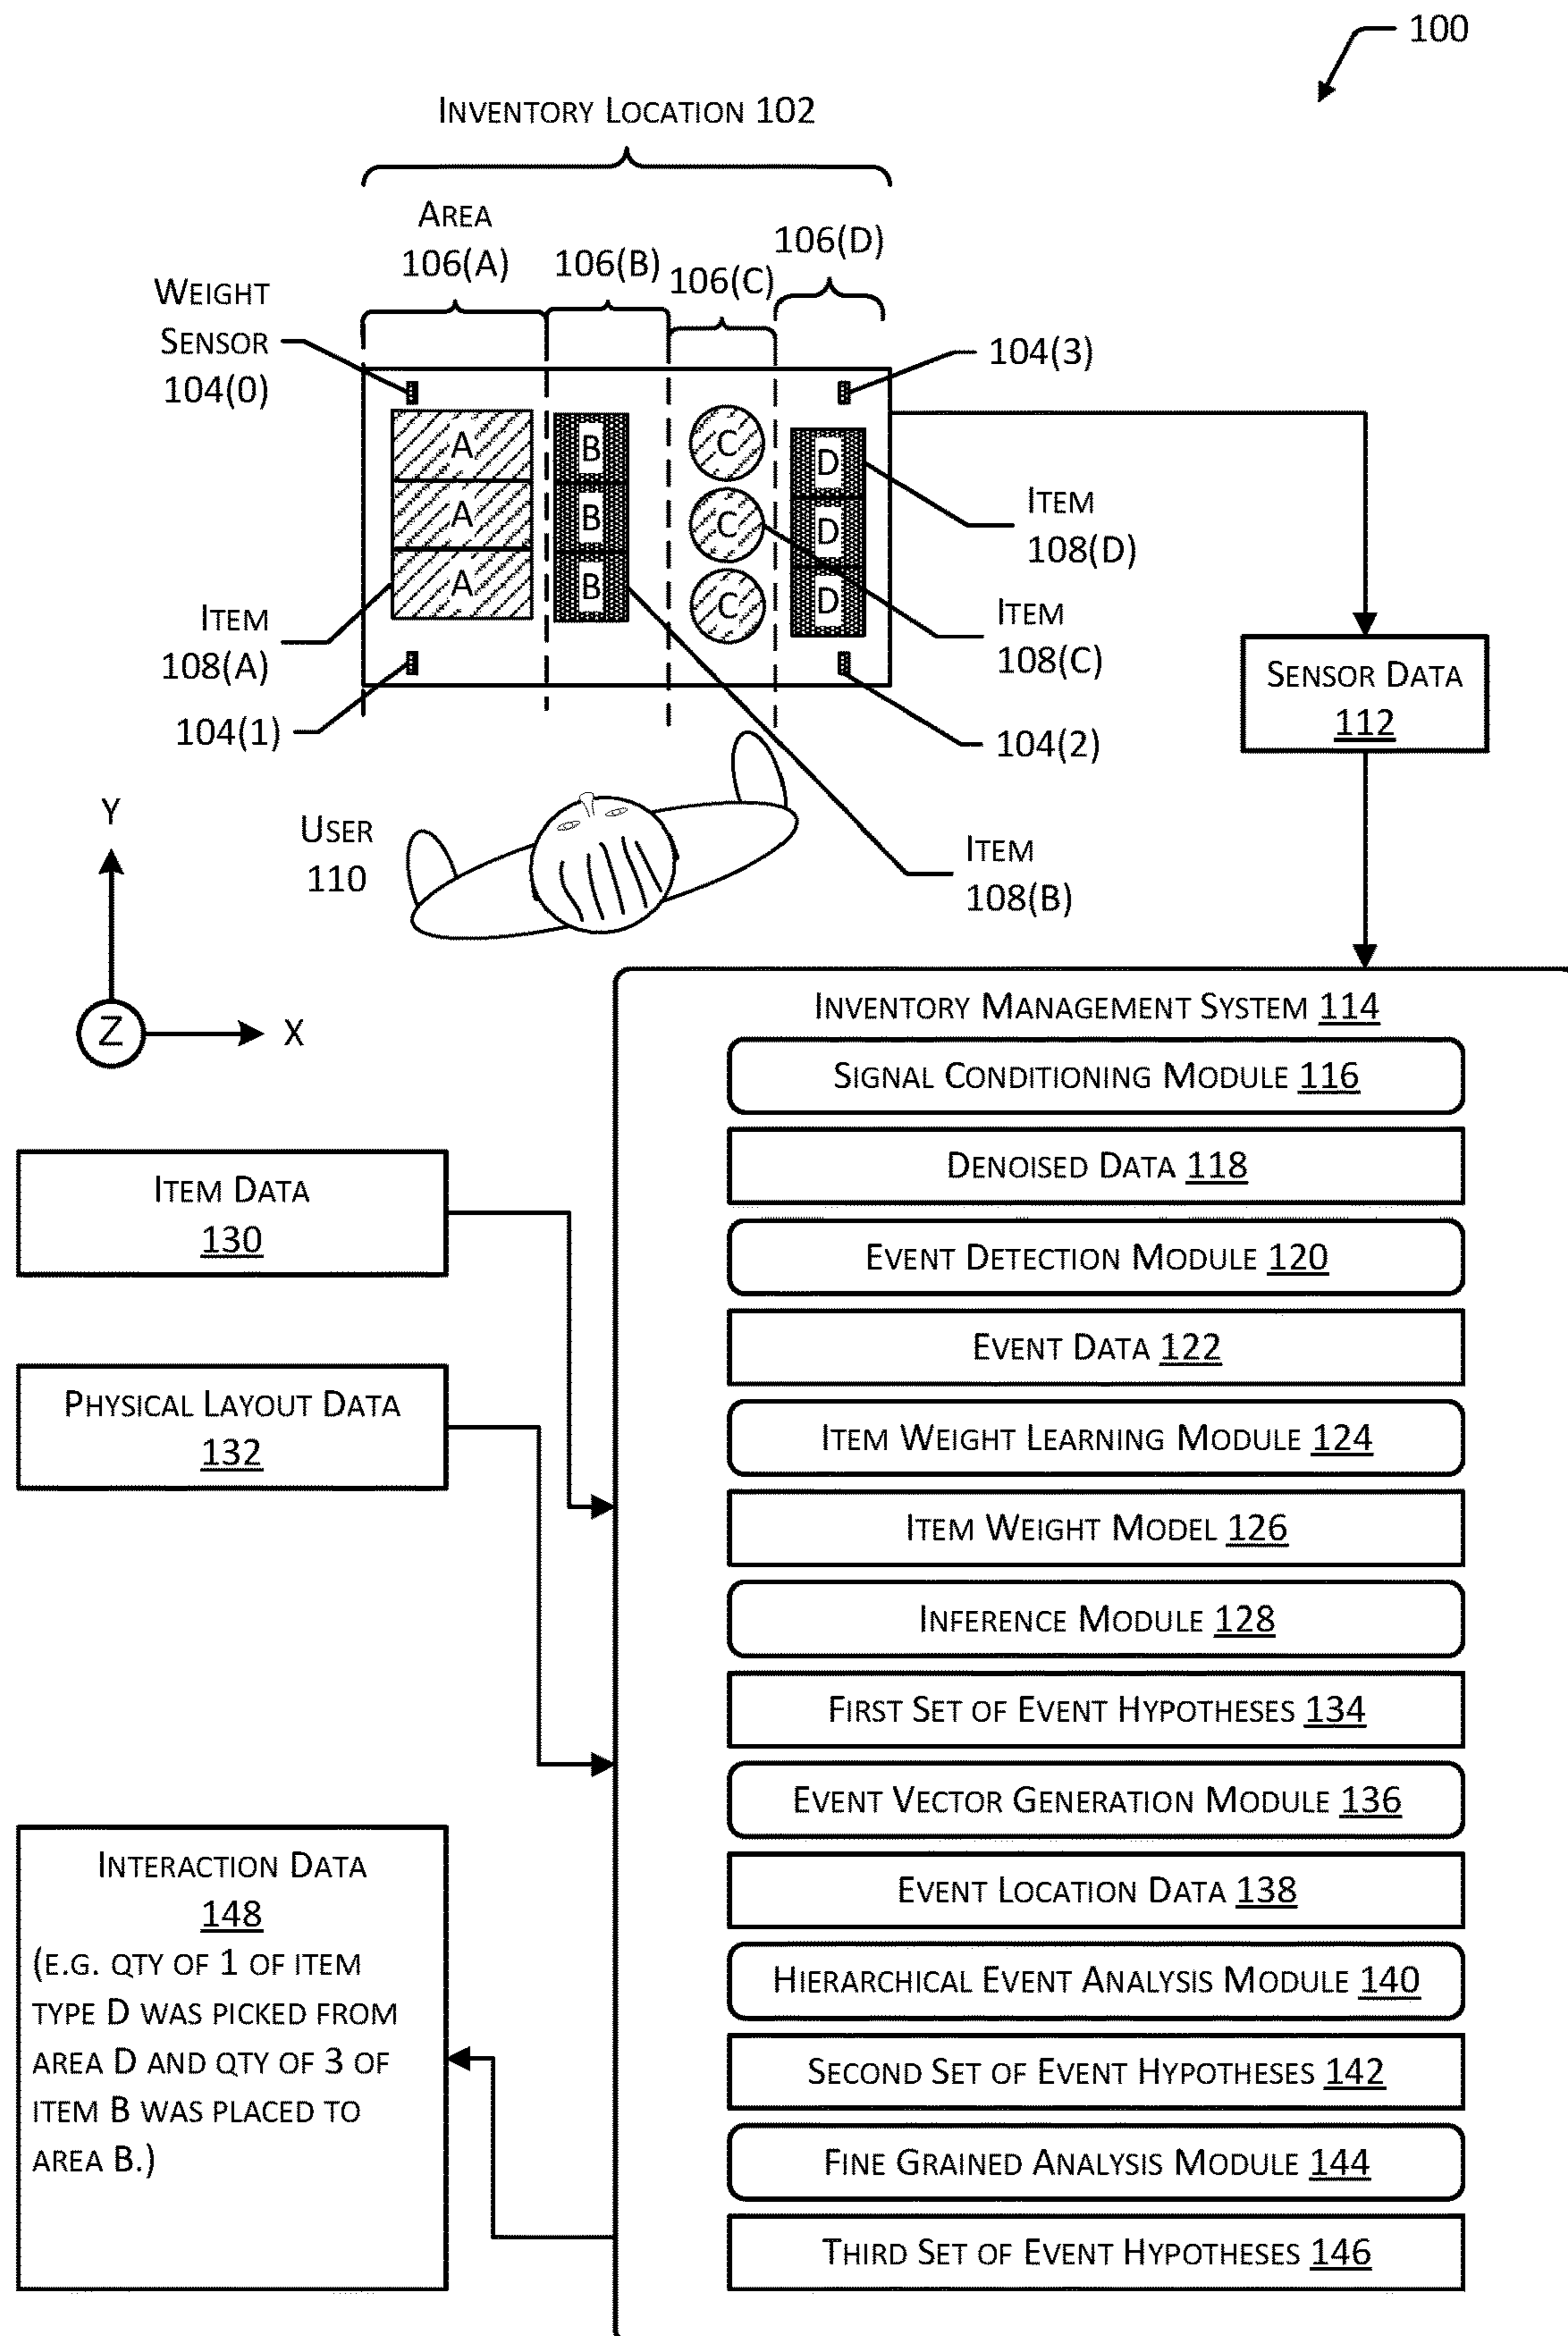 100
INVENTORY LOCATION 102
AREA
106(A)
106(B)
106(C)
106(D)
WEIGHT
SENSOR
104(0)
104(3)
A
A
A
B
B
B
C
C
C
D
D
D
ITEM
108(D)
ITEM
108(A)
ITEM
108(C)
104(1)
104(2)
SENSOR DATA
112
USER
110
ITEM
108(B)
Y
Z
X
INVENTORY MANAGEMENT SYSTEM 114
SIGNAL CONDITIONING MODULE 116
DENOISED DATA 118
EVENT DETECTION MODULE 120
EVENT DATA 122
ITEM WEIGHT LEARNING MODULE 124
ITEM WEIGHT MODEL 126
INFERENCE MODULE 128
FIRST SET OF EVENT HYPOTHESES 134
EVENT VECTOR GENERATION MODULE 136
EVENT LOCATION DATA 138
HIERARCHICAL EVENT ANALYSIS MODULE 140
SECOND SET OF EVENT HYPOTHESES 142
FINE GRAINED ANALYSIS MODULE 144
THIRD SET OF EVENT HYPOTHESES 146
ITEM DATA
130
PHYSICAL LAYOUT DATA
132
INTERACTION DATA
148
(E.G. QTY OF 1 OF ITEM
TYPE D WAS PICKED FROM
AREA D AND QTY OF 3 OF
ITEM B WAS PLACED TO
AREA B.)